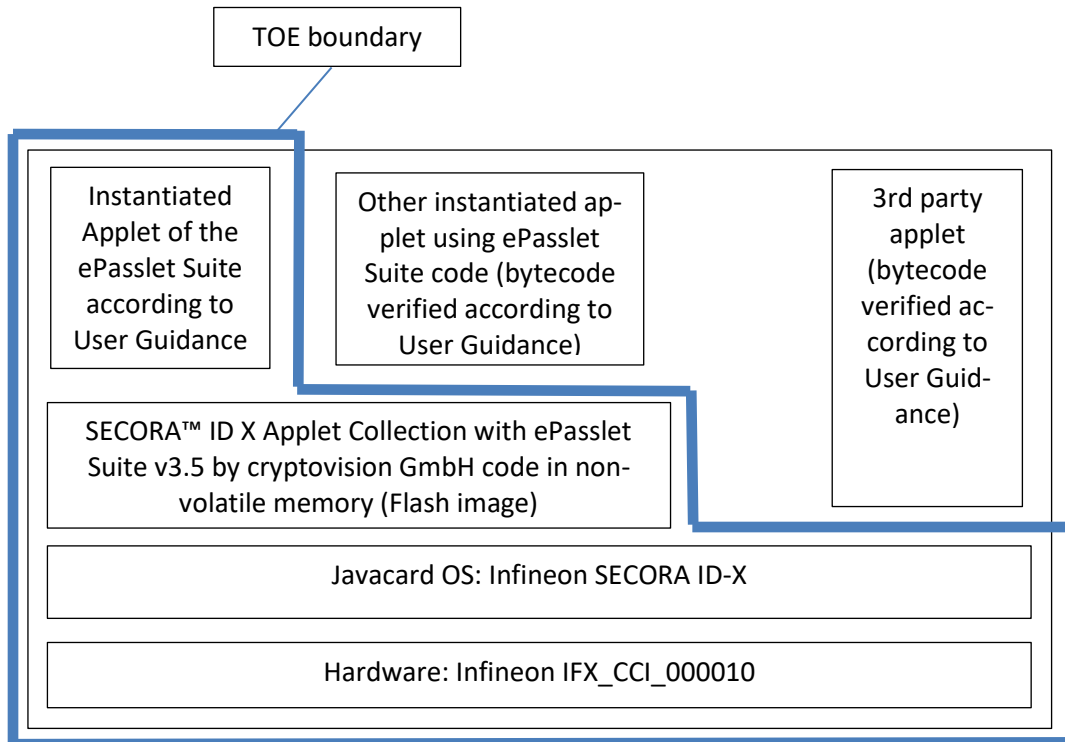 TOE boundary
Instantiated
Applet of the
ePasslet Suite
according to
User Guidance
Other instantiated ap-
plet using ePasslet
Suite code (bytecode
verified according to
User Guidance)
3rd party
applet
(bytecode
verified ac-
cording to
User Guid-
ance)
SECORA™ ID X Applet Collection with ePasslet
Suite v3.5 by cryptovision GmbH code in non-
volatile memory (Flash image)
Javacard OS: Infineon SECORA ID-X
Hardware: Infineon IFX_CCI_000010